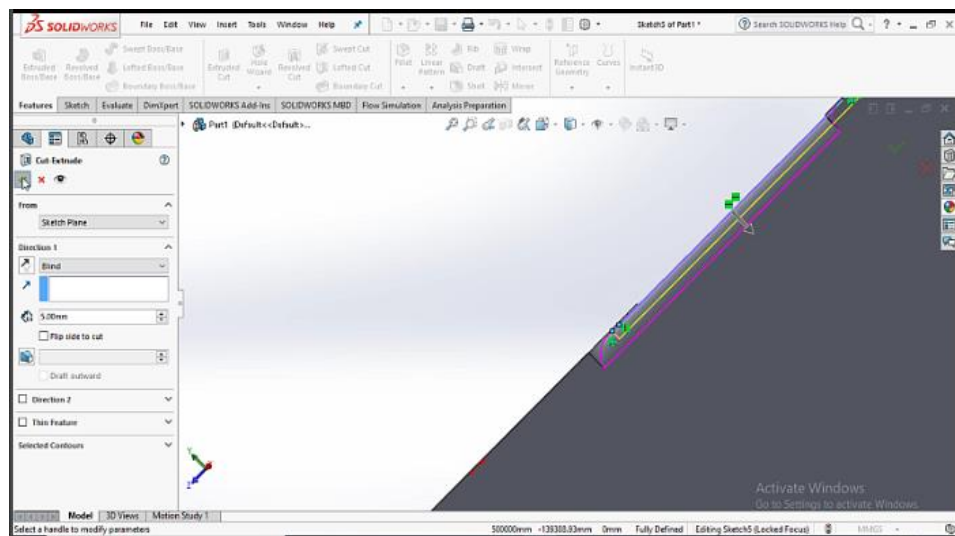 SOLIDWORKS File Edit View Insert Tools Window Help Sketch5 of Part1 * Search SOLIDWORKS Help
Extruded Boss/Base Revolved Boss/Base Swept Boss/Base Lofted Boss/Base Boundary Boss/Base Extruded Cut Hole Wizard Revolved Cut Swept Cut Lofted Cut Boundary Cut Fillet Linear Pattern Rib Draft Shell Wrap Intersect Mirror Reference Geometry Curves Instant3D
Features Sketch Evaluate DimXpert SOLIDWORKS Add-Ins SOLIDWORKS MBD Flow Simulation Analysis Preparation
Part1 (Default<<Default>...
Cut-Extrude
From
Sketch Plane
Direction 1
Blind
5.00mm
Flip side to cut
Draft outward
Direction 2
Thin Feature
Selected Contours
Activate Windows
Go to Settings to activate Windows.
Model 3D Views Motion Study 1
Select a handle to modify parameters 500000mm -139308.93mm 0mm Fully Defined Editing Sketch5 (Locked Focus) MMGS